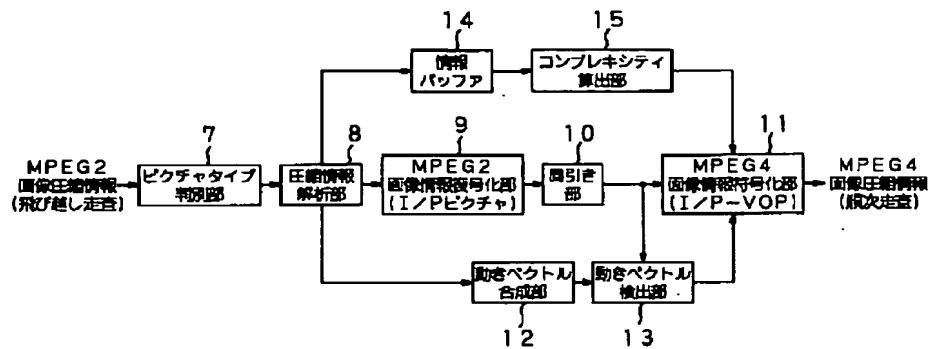 14
15
情報
バッファ
コンプレキシティ
算出部
7
8
9
10
11
MPEG2
画像圧縮情報
(飛び越し走査)
ピクチャタイプ
判別部
圧縮情報
解析部
MPEG2
画像情報復号化部
(I/Pピクチャ)
間引き
部
MPEG4
画像情報符号化部
(I/P-VOP)
MPEG4
画像圧縮情報
(順次走査)
動きベクトル
合成部
動きベクトル
検出部
12
13